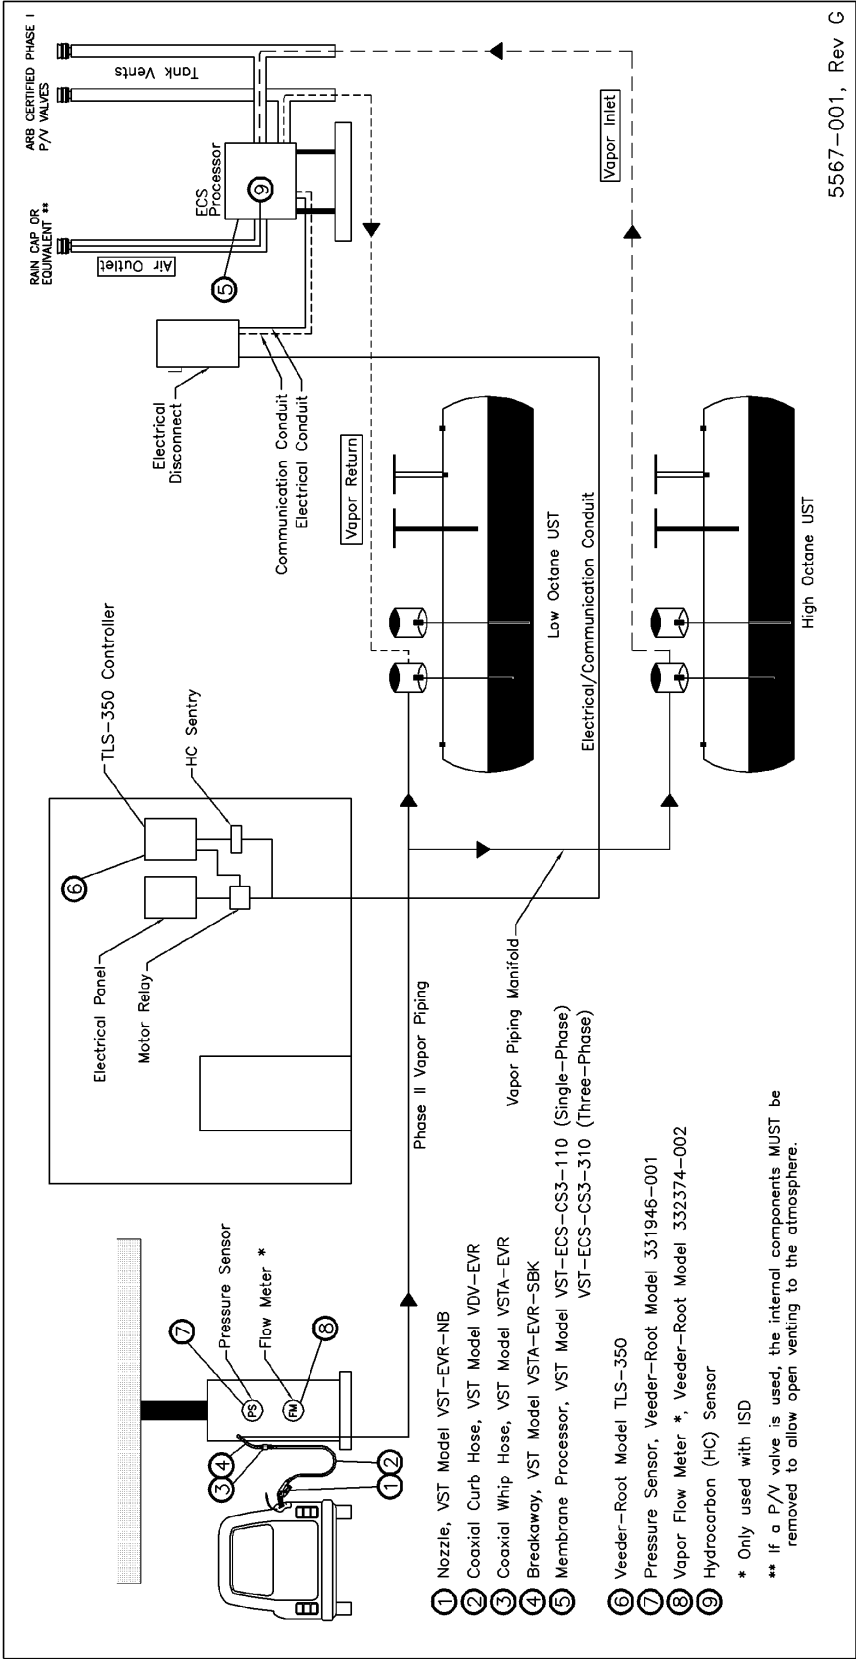 ARB CERTIFIED PHASE I
P/V VALVES
RAIN CAP OR
EQUIVALENT **
Tank Vents
Air Outlet
ECS
Processor
9
5
Electrical
Disconnect
Communication Conduit
Electrical Conduit
Vapor Return
Vapor Inlet
TLS-350 Controller
HC Sentry
6
Electrical Panel
Motor Relay
Low Octane UST
Electrical/Communication Conduit
High Octane UST
Phase II Vapor Piping
Vapor Piping Manifold
Pressure Sensor
Flow Meter *
7
8
PS
FM
4
3
2
1
1 Nozzle, VST Model VST-EVR-NB
2 Coaxial Curb Hose, VST Model VDV-EVR
3 Coaxial Whip Hose, VST Model VSTA-EVR
4 Breakaway, VST Model VSTA-EVR-SBK
5 Membrane Processor, VST Model VST-ECS-CS3-110 (Single-Phase)
VST-ECS-CS3-310 (Three-Phase)
6 Veeder-Root Model TLS-350
7 Pressure Sensor, Veeder-Root Model 331946-001
8 Vapor Flow Meter *, Veeder-Root Model 332374-002
9 Hydrocarbon (HC) Sensor
* Only used with ISD
** If a P/V valve is used, the internal components MUST be
removed to allow open venting to the atmosphere.
5567-001, Rev G